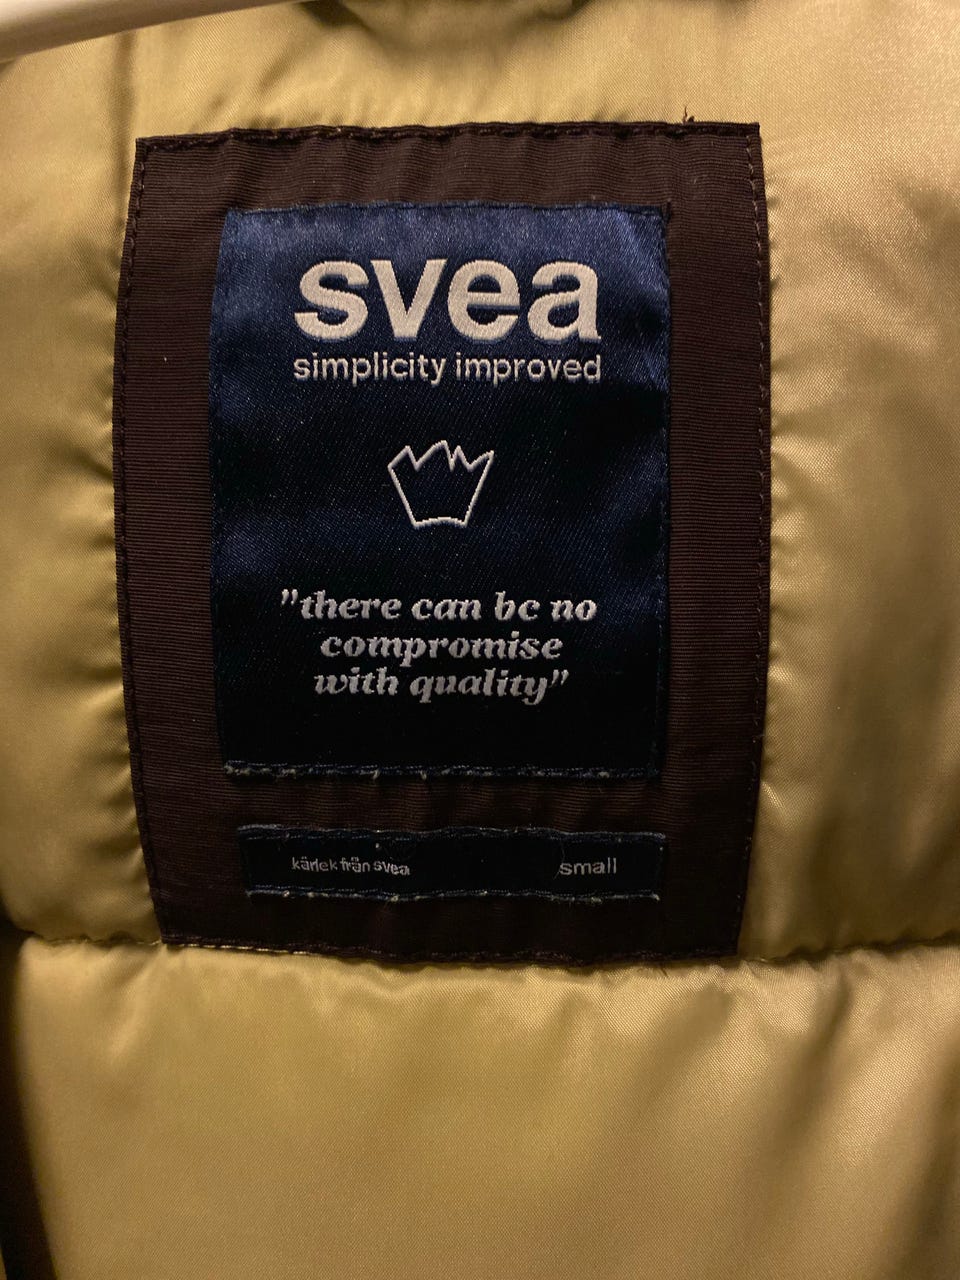 svea
simplicity improved
"there can be no
compromise
with quality"
kärlek från svea
small